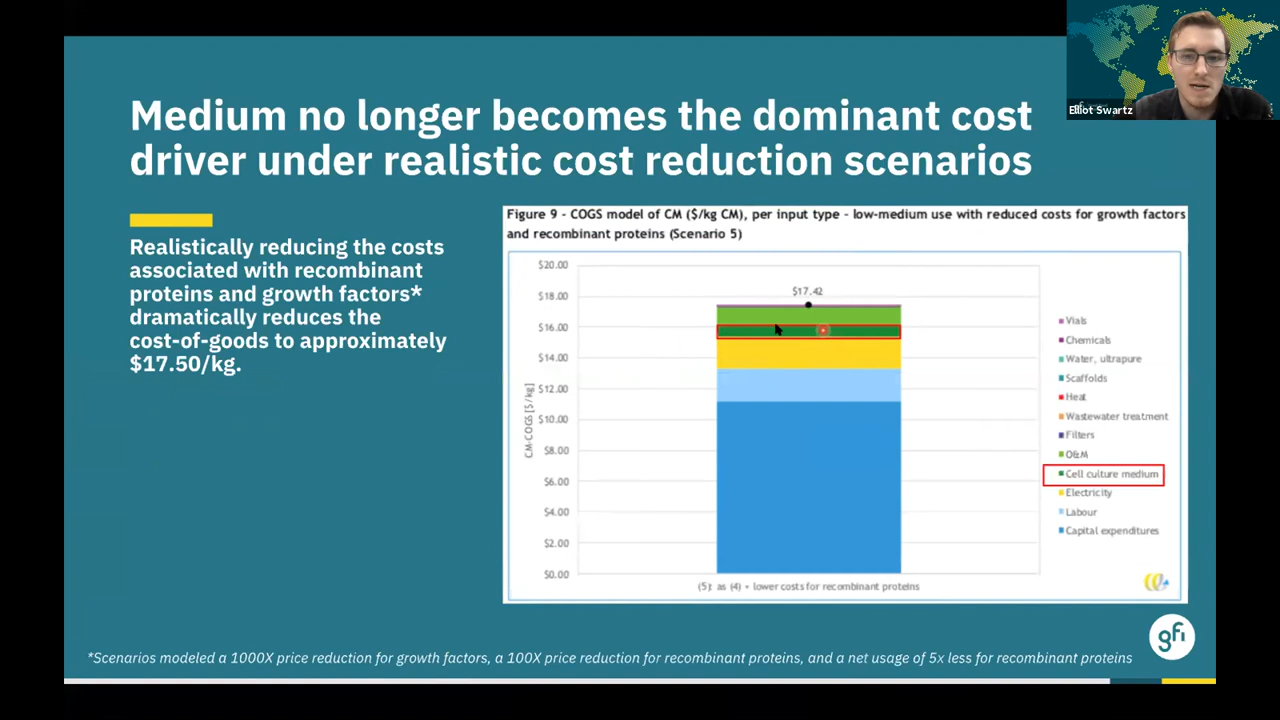 Elliot Swartz
Medium no longer becomes the dominant cost
driver under realistic cost reduction scenarios
Realistically reducing the costs
associated with recombinant
proteins and growth factors*
dramatically reduces the
cost-of-goods to approximately
$17.50/kg.
Figure 9 - COGS model of CM ($/kg CM), per input type - low-medium use with reduced costs for growth factors
and recombinant proteins (Scenario 5)
CM-COGS [$/kg]
$20.00
$18.00
$16.00
$14.00
$12.00
$10.00
$8.00
$6.00
$4.00
$2.00
$0.00
$17.42
(5): as (4) + lower costs for recombinant proteins
Vials
Chemicals
Water, ultrapure
Scaffolds
Heat
Wastewater treatment
Filters
O&M
Cell culture medium
Electricity
Labour
Capital expenditures
gfi
*Scenarios modeled a 1000X price reduction for growth factors, a 100X price reduction for recombinant proteins, and a net usage of 5x less for recombinant proteins